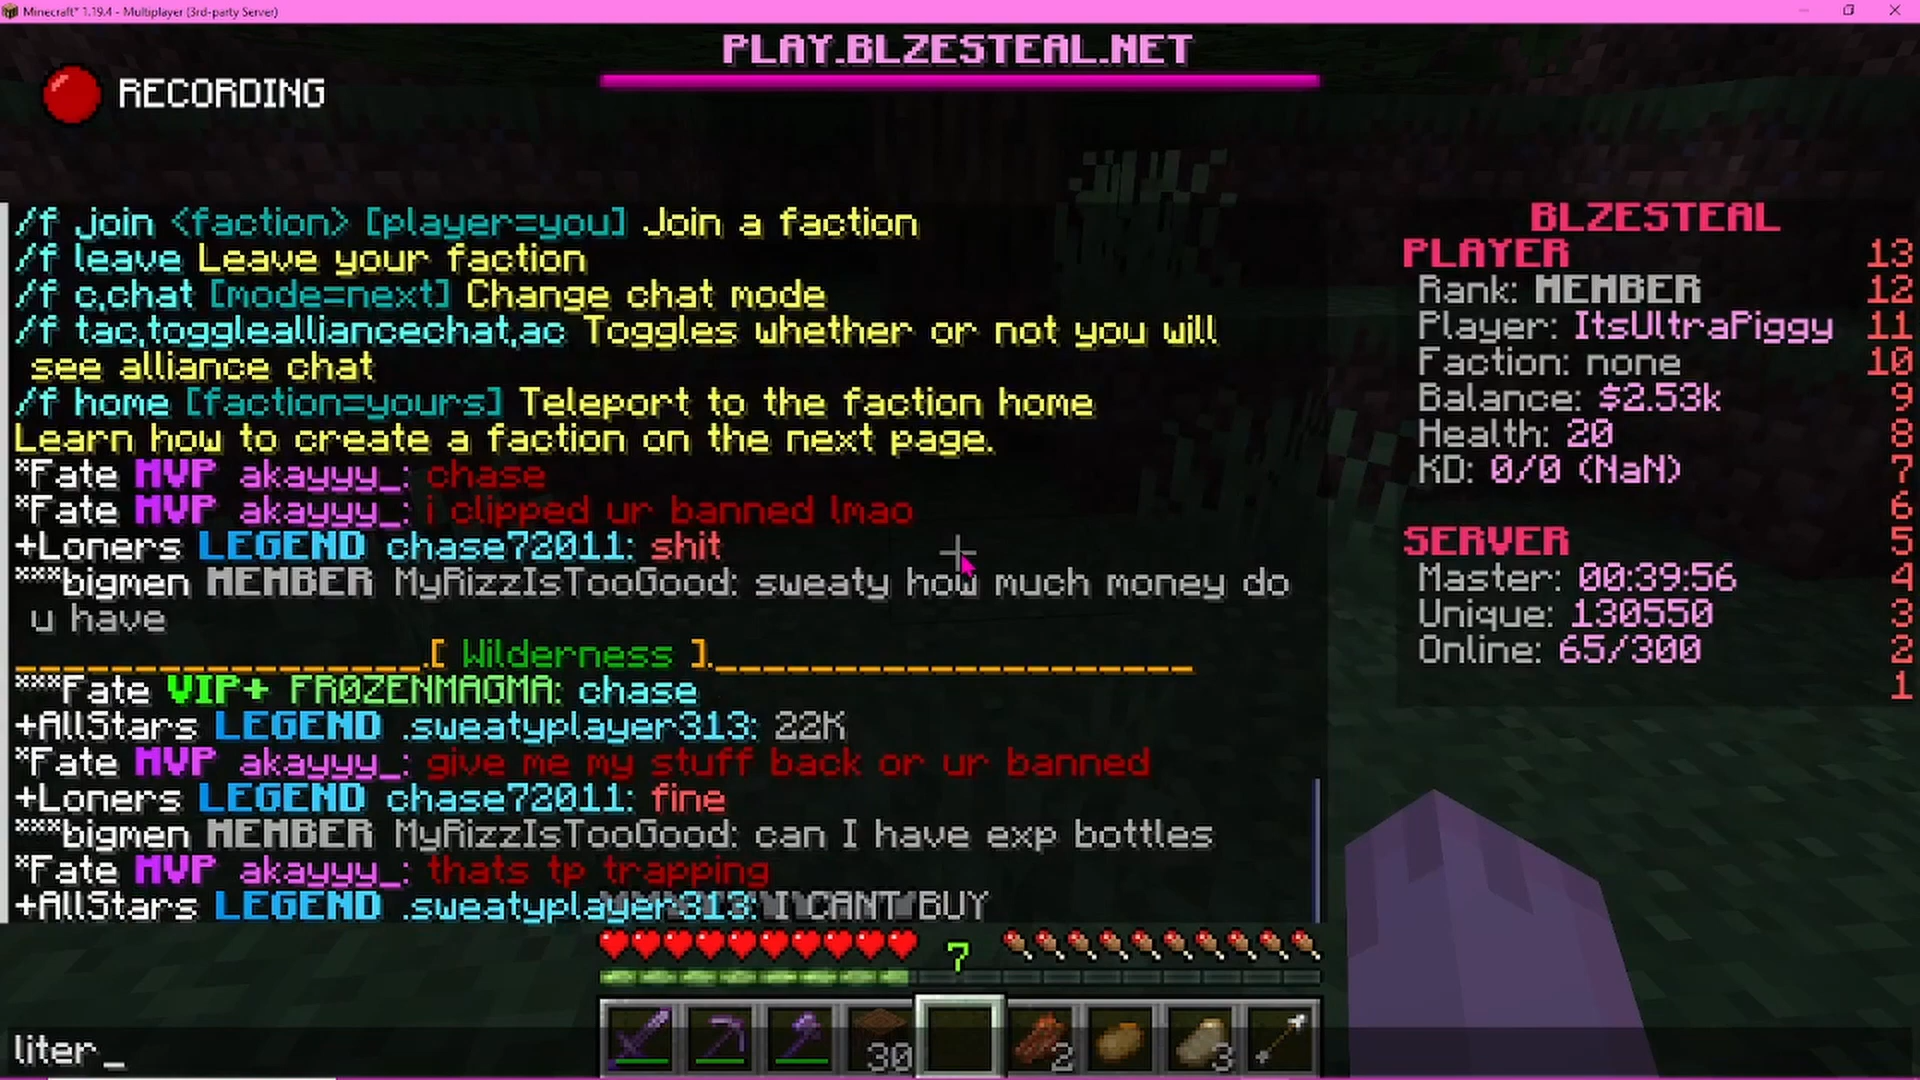 Minecraft* 1.19.4 - Multiplayer (3rd-party Server)
PLAY.BLZESTEAL.NET
RECORDING
/f join <faction> [player=you] Join a faction
/f leave Leave your faction
/f c,chat [mode=next] Change chat mode
/f tac,togglealliancechat,ac Toggles whether or not you will
see alliance chat
/f home [faction=yours] Teleport to the faction home
Learn how to create a faction on the next page.
*Fate MVP akayyy_: chase
*Fate MVP akayyy_: i clipped ur banned lmao
+Loners LEGEND chase72011: shit
***bigmen MEMBER MyRizzIsTooGood: sweaty how much money do
u have
__________________.[ Wilderness ].____________________
***Fate VIP+ FR0ZENMAGMA: chase
+AllStars LEGEND .sweatyplayer313: 22K
*Fate MVP akayyy_: give me my stuff back or ur banned
+Loners LEGEND chase72011: fine
***bigmen MEMBER MyRizzIsTooGood: can I have exp bottles
*Fate MVP akayyy_: thats tp trapping
+AllStars LEGEND .sweatyplayer313: I CANT BUY
BLZESTEAL
PLAYER 13
Rank: MEMBER 12
Player: ItsUltraPiggy 11
Faction: none 10
Balance: $2.53k 9
Health: 20 8
KD: 0/0 (NaN) 7
6
SERVER 5
Master: 00:39:56 4
Unique: 130550 3
Online: 65/300 2
1
7
30 2 3
liter_